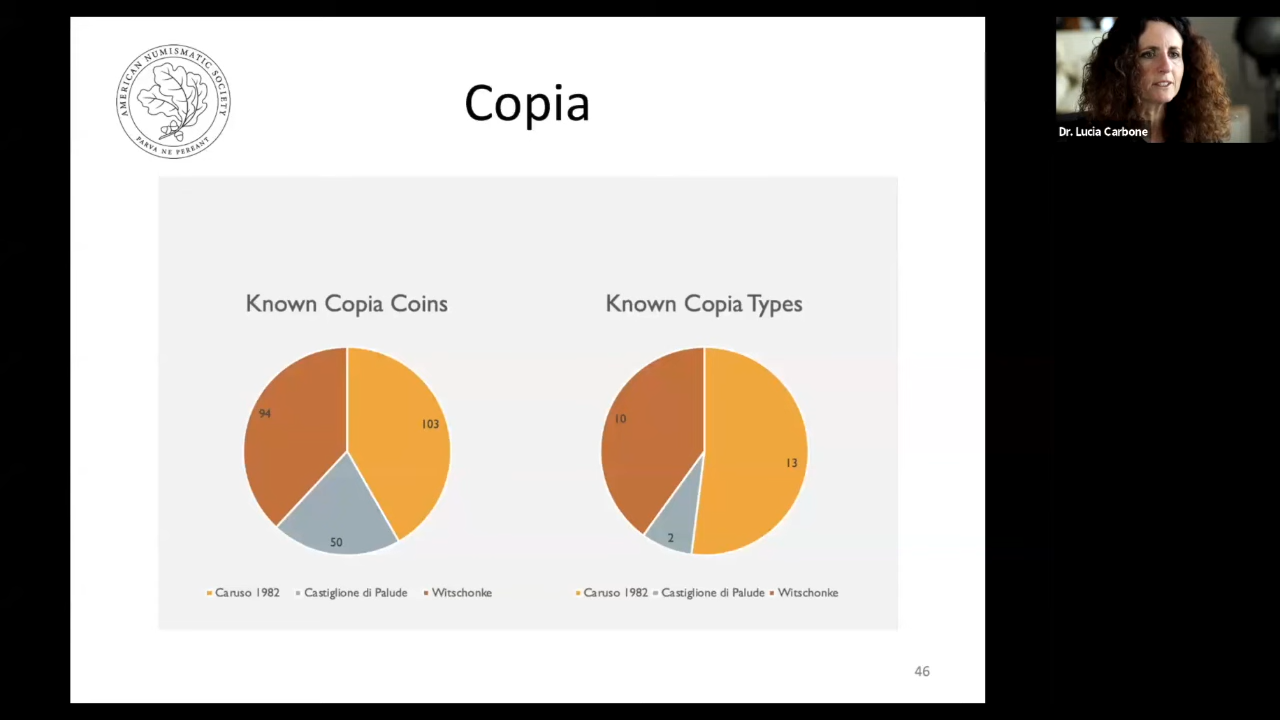 AMERICAN NUMISMATIC SOCIETY
PARVA NE PEREANT
Copia
Dr. Lucia Carbone
Known Copia Coins
94
103
50
Caruso 1982 Castiglione di Palude Witschonke
Known Copia Types
10
13
2
Caruso 1982 Castiglione di Palude Witschonke
46